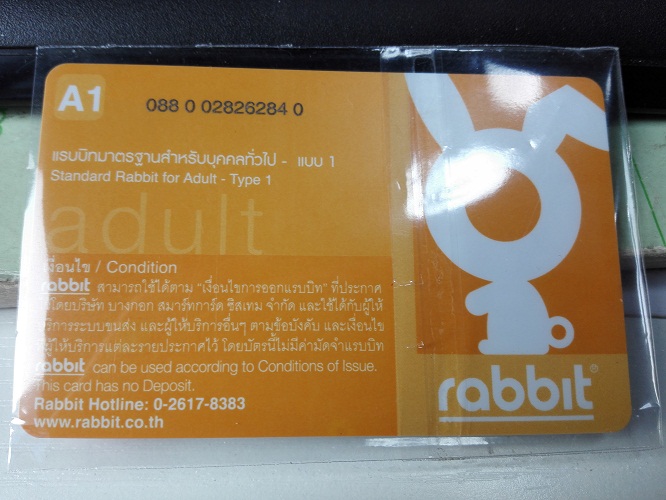 A1
088 0 02826284 0
แรบบิทมาตรฐานสำหรับบุคคลทั่วไป - แบบ 1
Standard Rabbit for Adult - Type 1
adult
เงื่อนไข / Condition
rabbit สามารถใช้ได้ตาม "เงื่อนไขการออกแรบบิท" ที่ประกาศ
ใช้โดยบริษัท บางกอก สมาร์ทการ์ด ซิสเทม จำกัด และใช้ได้กับผู้ให้
บริการระบบขนส่ง และผู้ให้บริการอื่นๆ ตามข้อบังคับ และเงื่อนไข
ที่ผู้ให้บริการแต่ละรายประกาศไว้ โดยบัตรนี้ไม่มีค่ามัดจำแรบบิท
rabbit can be used according to Conditions of Issue.
This card has no Deposit.
Rabbit Hotline: 0-2617-8383
www.rabbit.co.th
rabbit®